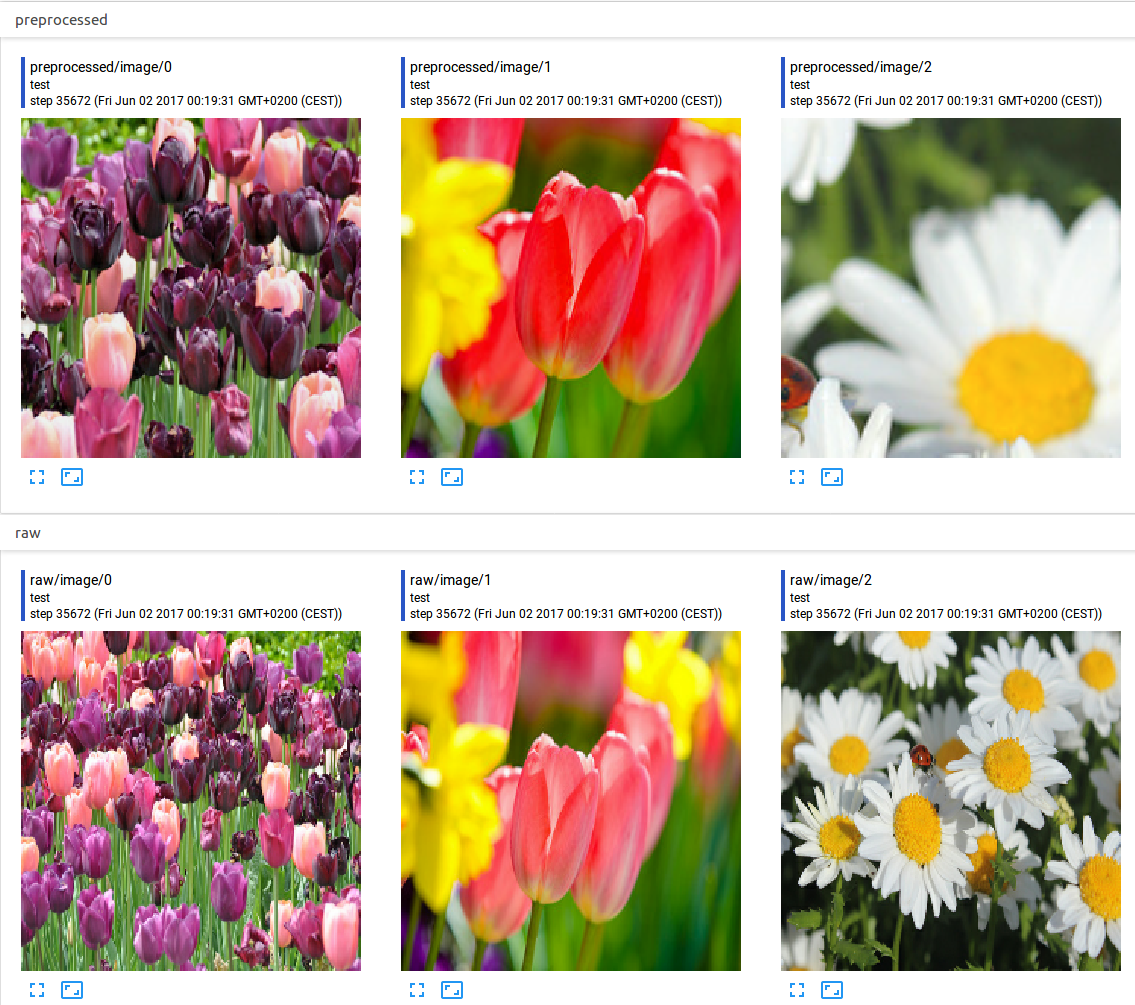 preprocessed
preprocessed/image/0
test
step 35672 (Fri Jun 02 2017 00:19:31 GMT+0200 (CEST))
preprocessed/image/1
test
step 35672 (Fri Jun 02 2017 00:19:31 GMT+0200 (CEST))
preprocessed/image/2
test
step 35672 (Fri Jun 02 2017 00:19:31 GMT+0200 (CEST))
raw
raw/image/0
test
step 35672 (Fri Jun 02 2017 00:19:31 GMT+0200 (CEST))
raw/image/1
test
step 35672 (Fri Jun 02 2017 00:19:31 GMT+0200 (CEST))
raw/image/2
test
step 35672 (Fri Jun 02 2017 00:19:31 GMT+0200 (CEST))